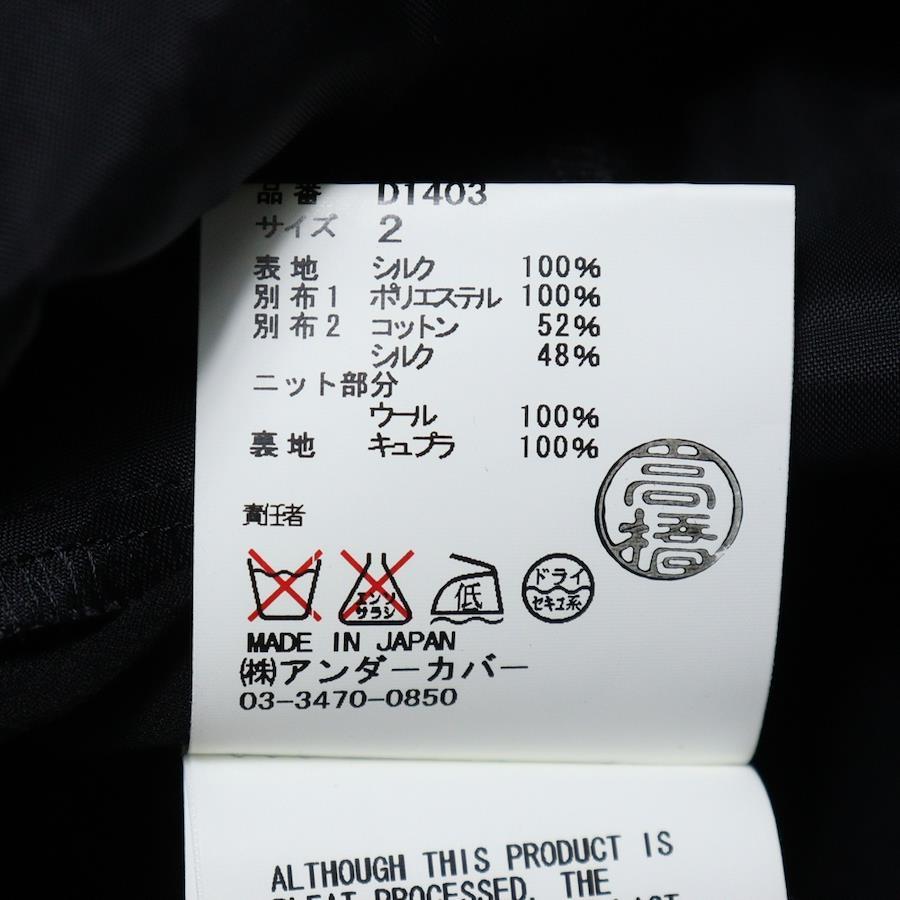 品番 D1403
サイズ 2
表地 シルク 100%
別布1 ポリエステル 100%
別布2 コットン 52%
シルク 48%
ニット部分
ウール 100%
裏地 キュプラ 100%
責任者
高橋
エンソ
サラシ
低
ドライ
セキユ系
MADE IN JAPAN
㈱アンダーカバー
03-3470-0850
ALTHOUGH THIS PRODUCT IS
PLEAT PROCESSED, THE